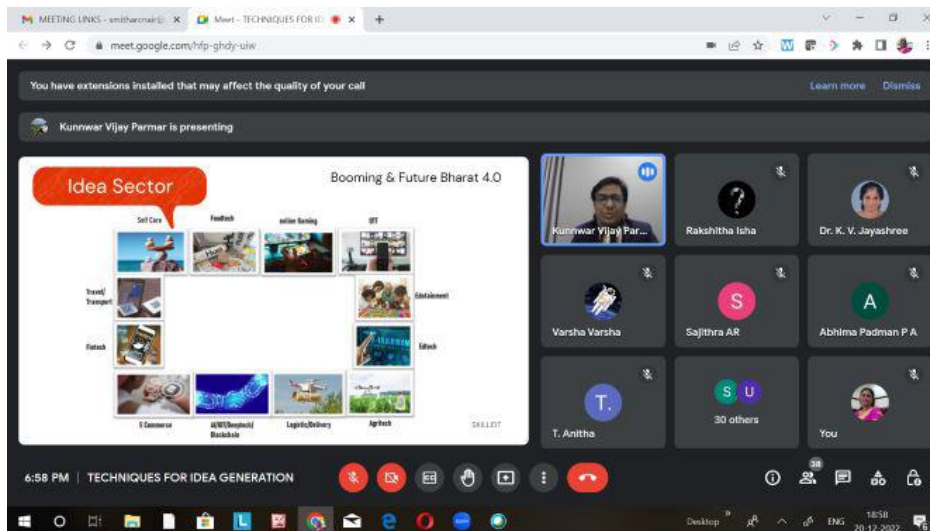 MEETING LINKS - smitharcnair@
Meet - TECHNIQUES FOR ID
meet.google.com/hfp-ghdy-uiw
You have extensions installed that may affect the quality of your call
Learn more
Dismiss
Kunnwar Vijay Parmar is presenting
Idea Sector
Booming & Future Bharat 4.0
Self Care
Foodtech
online Gaming
OTT
Travel/
Transport
Edutainment
Fintech
Edtech
E Commerce
AI/IOT/Deeptech/
Blockchain
Logistic/Delivery
Agritech
SKILLEIT
Kunnwar Vijay Par...
Rakshitha Isha
Dr. K. V. Jayashree
Varsha Varsha
S
Sajithra AR
A
Abhima Padman P A
T.
T. Anitha
S U
30 others
You
6:58 PM | TECHNIQUES FOR IDEA GENERATION
38
Desktop
ENG
18:58
20-12-2022